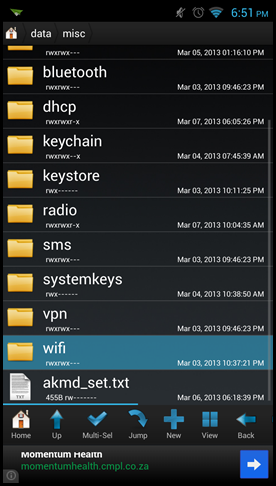 6:51 PM
data misc
rwxrwx--- Mar 05, 2013 01:16:10 PM
bluetooth
rwxrwx--- Mar 03, 2013 09:46:23 PM
dhcp
rwxrwxr-x Mar 07, 2013 06:05:26 PM
keychain
rwxrwx--x Mar 04, 2013 07:45:39 AM
keystore
rwx------ Mar 03, 2013 10:11:25 PM
radio
rwxrwxr-x Mar 07, 2013 10:04:35 AM
sms
rwxrwx--- Mar 03, 2013 09:46:23 PM
systemkeys
rwx------ Mar 04, 2013 10:38:50 AM
vpn
rwxrwx--- Mar 03, 2013 09:46:23 PM
wifi
rwxrwx--- Mar 03, 2013 10:37:21 PM
TXT
akmd_set.txt
455B rw------- Mar 06, 2013 06:18:39 PM
Home Up Multi-Sel Jump New View Back
Momentum Health
momentumhealth.cmpl.co.za